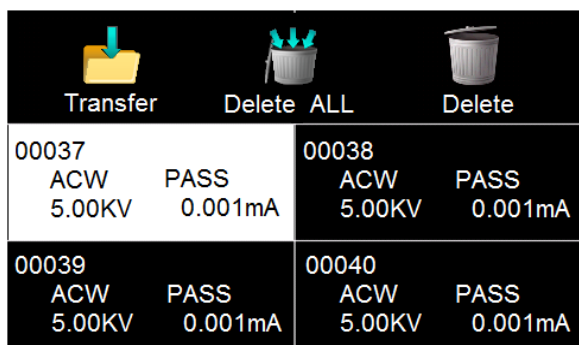 Transfer Delete ALL Delete
00037
ACW PASS
5.00KV 0.001mA
00038
ACW PASS
5.00KV 0.001mA
00039
ACW PASS
5.00KV 0.001mA
00040
ACW PASS
5.00KV 0.001mA